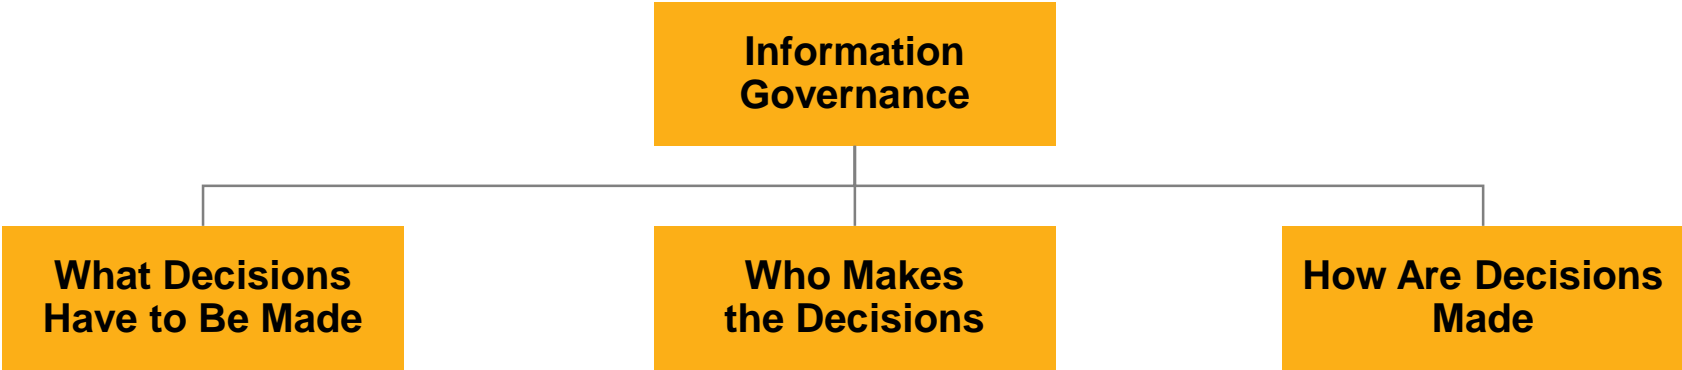 Information
Governance
What Decisions
Have to Be Made
Who Makes
the Decisions
How Are Decisions
Made